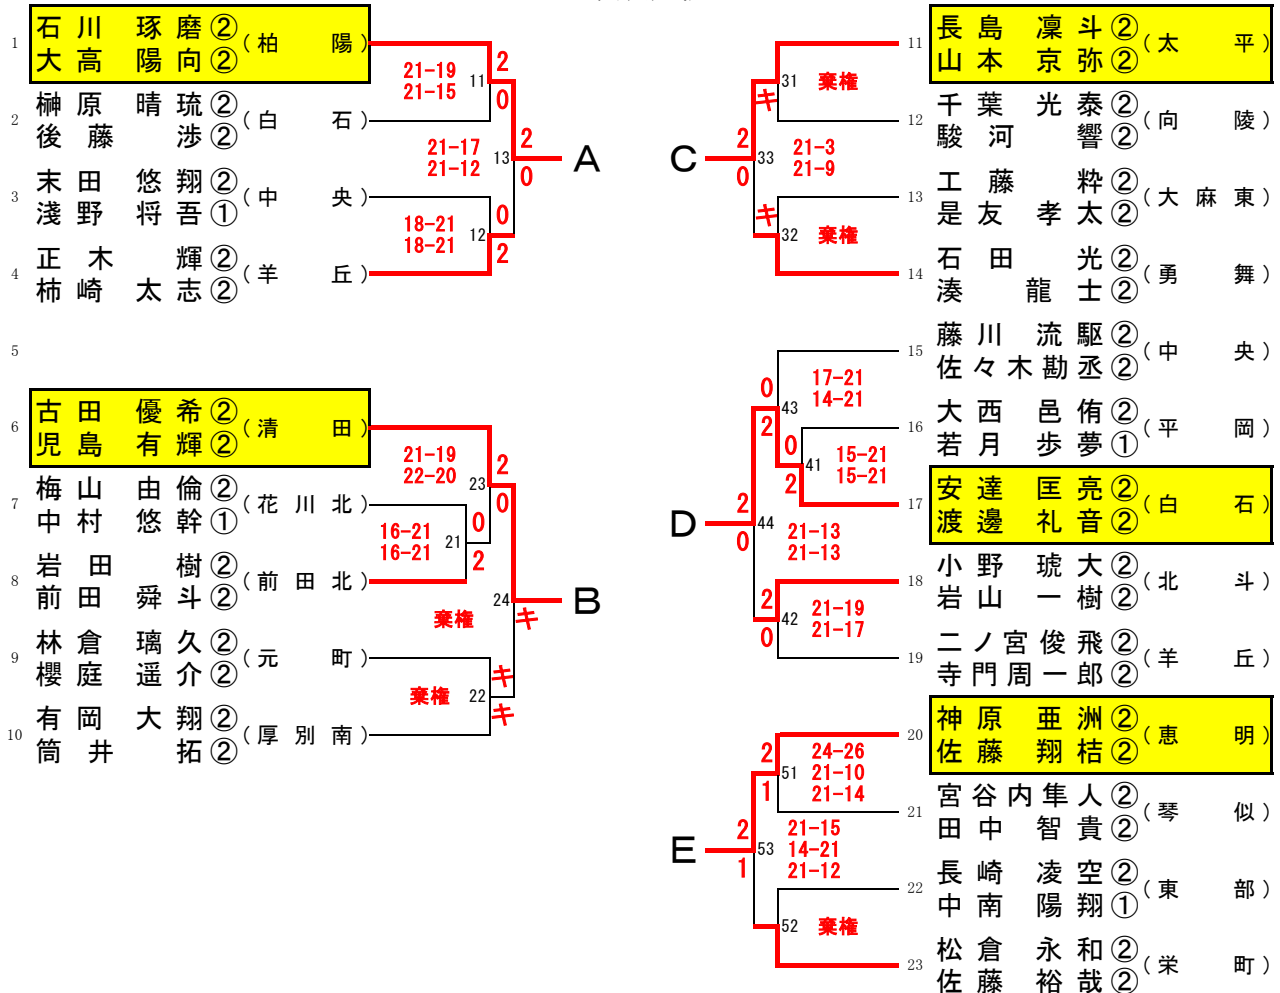 1 石川 琢磨② 大高 陽向② (柏陽)
2 榊原 晴琉② 後藤 渉② (白石)
3 末田 悠翔② 淺野 将吾① (中央)
4 正木 輝② 柿崎 太志② (羊丘)
21-19
21-15
11
2
0
21-17
21-12
13
2
0
A
18-21
18-21
12
0
2
5
6 古田 優希② 児島 有輝② (清田)
7 梅山 由倫② 中村 悠幹① (花川北)
8 岩田 樹② 前田 舜斗② (前田北)
9 林倉 璃久② 櫻庭 遥介② (元町)
10 有岡 大翔② 筒井 拓② (厚別南)
21-19
22-20
23
2
0
16-21
16-21
21
0
2
棄権
24
キ
B
棄権
22
キ
キ
11 長島 凜斗② 山本 京弥② (太平)
12 千葉 光泰② 駿河 響② (向陵)
13 工藤 粋② 是友 孝太② (大麻東)
14 石田 光② 湊 龍士② (勇舞)
31
棄権
キ
C
2
0
33
21-3
21-9
キ
32
棄権
15 藤川 流駆② 佐々木勘丞② (中央)
16 大西 邑侑② 若月 歩夢① (平岡)
17 安達 匡亮② 渡邊 礼音② (白石)
18 小野 琥大② 岩山 一樹② (北斗)
19 二ノ宮俊飛② 寺門周一郎② (羊丘)
0
2
43
17-21
14-21
0
2
41
15-21
15-21
D
2
0
44
21-13
21-13
2
0
42
21-19
21-17
20 神原 亜洲② 佐藤 翔桔② (恵明)
21 宮谷内隼人② 田中 智貴② (琴似)
22 長崎 凌空② 中南 陽翔① (東部)
23 松倉 永和② 佐藤 裕哉② (栄町)
2
1
51
24-26
21-10
21-14
E
2
1
53
21-15
14-21
21-12
52
棄権